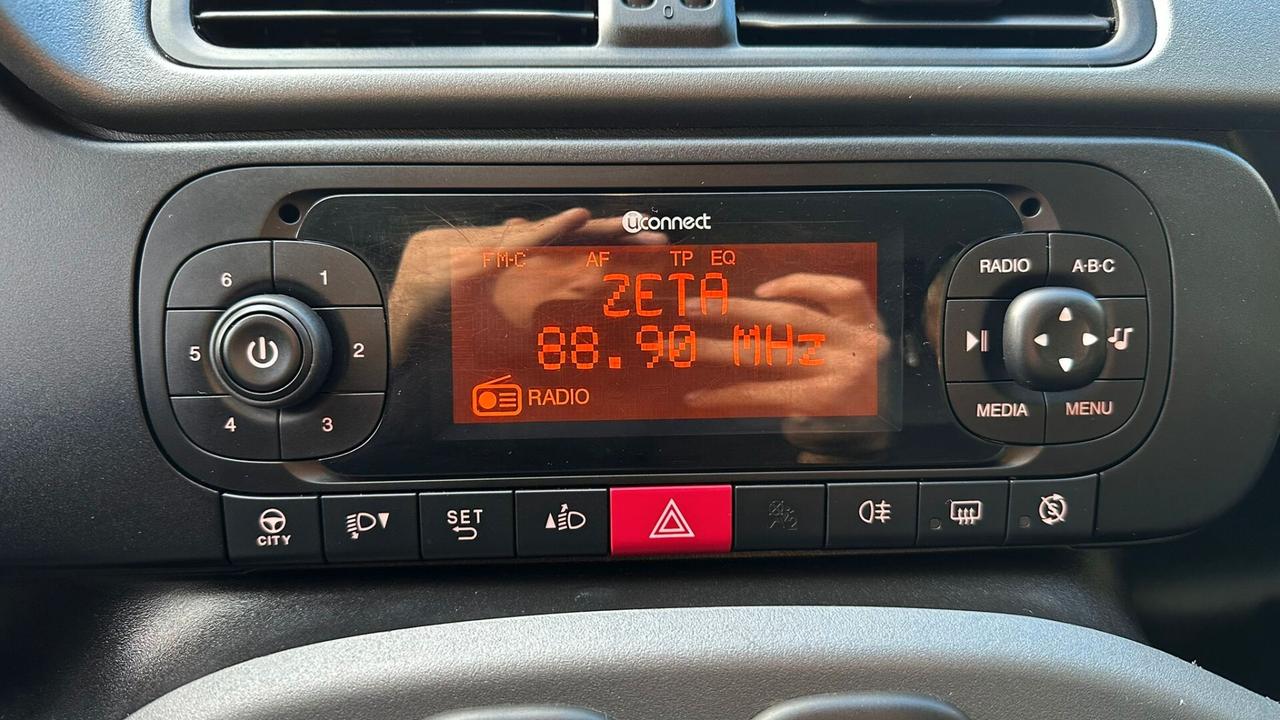 0
uconnect
FM-C AF TP EQ
ZETA
88.90 MHz
RADIO
6 1
5 2
4 3
RADIO A·B·C
MEDIA MENU
CITY
SET